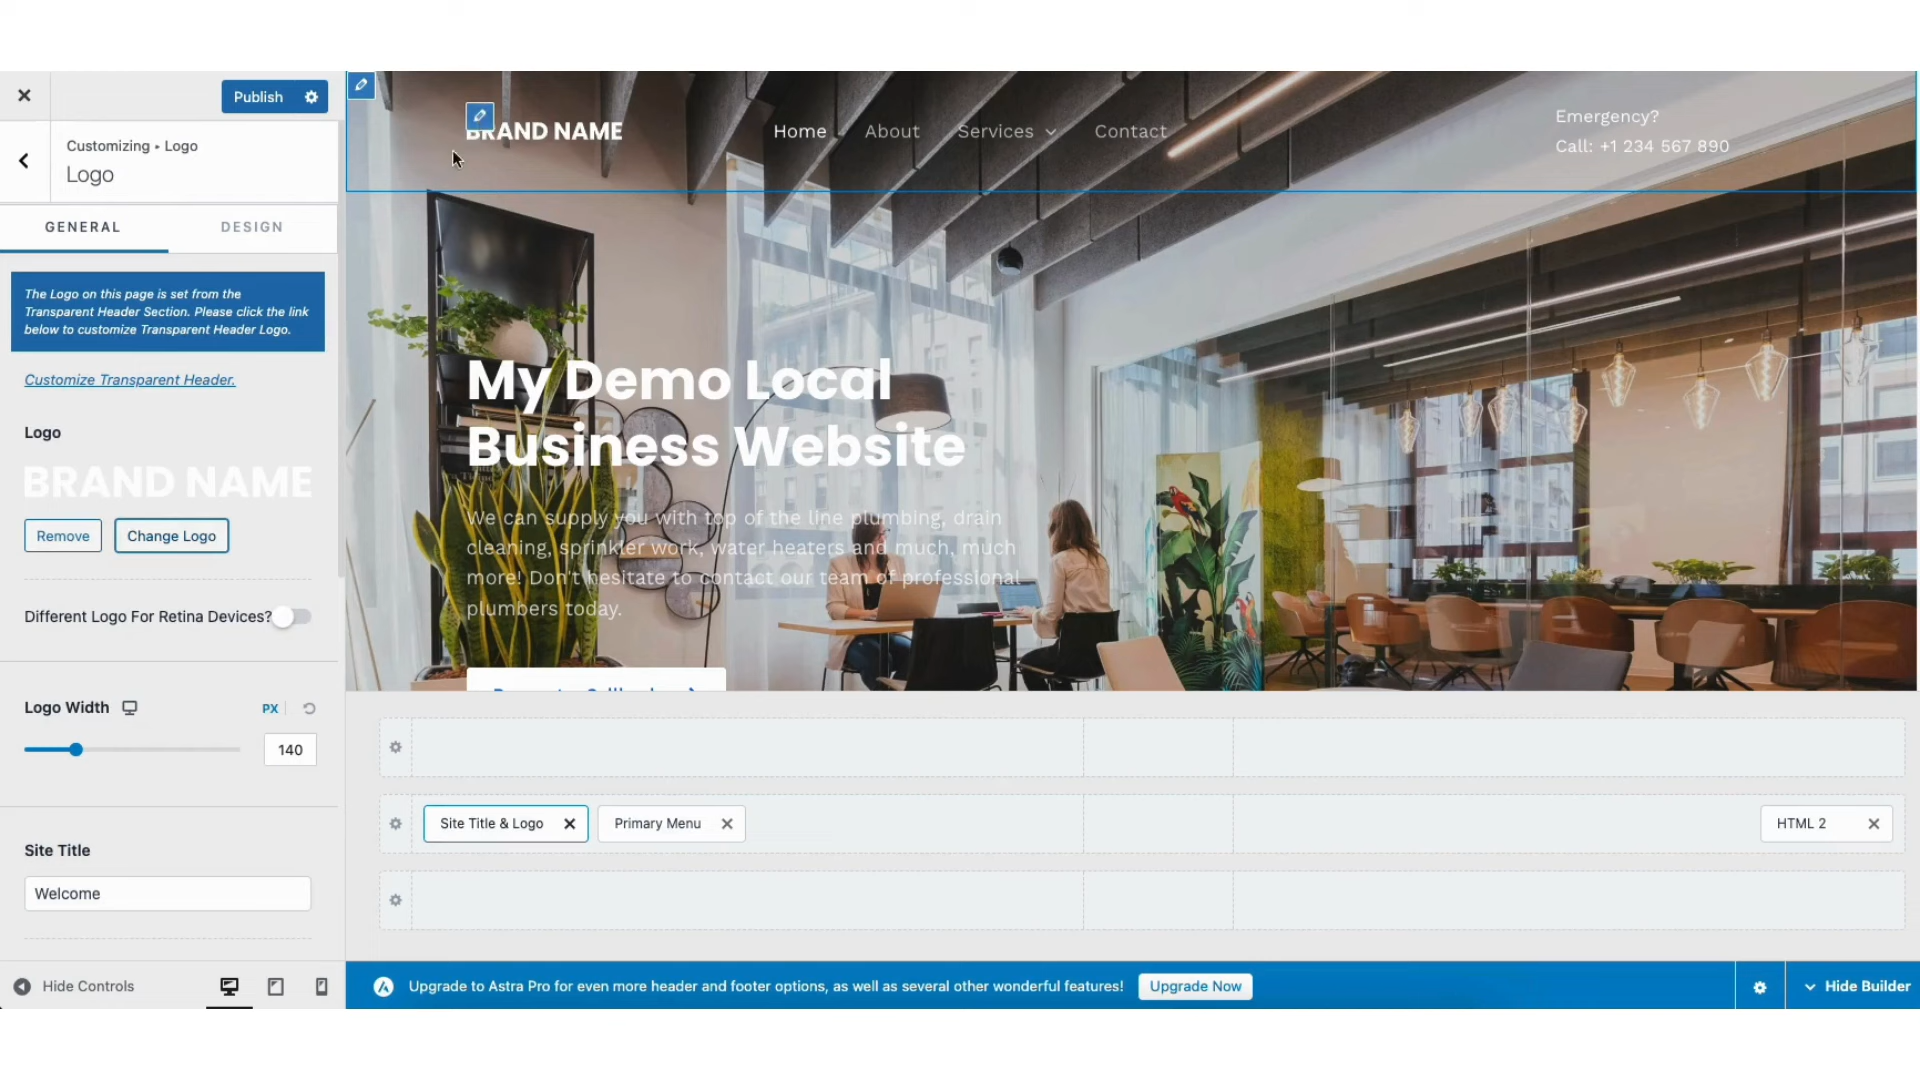 Publish
Customizing • Logo
Logo
GENERAL
DESIGN
The Logo on this page is set from the
Transparent Header Section. Please click the link
below to customize Transparent Header Logo.
Customize Transparent Header.
Logo
BRAND NAME
Remove
Change Logo
Different Logo For Retina Devices?
Logo Width
PX
140
Site Title
Welcome
Hide Controls
BRAND NAME
Home
About
Services
Contact
Emergency?
Call: +1 234 567 890
My Demo Local
Business Website
We can supply you with top of the line plumbing, drain
cleaning, sprinkler work, water heaters and much, much
more! Don't hesitate to contact our team of professional
plumbers today.
Site Title & Logo
Primary Menu
HTML 2
Upgrade to Astra Pro for even more header and footer options, as well as several other wonderful features!
Upgrade Now
Hide Builder